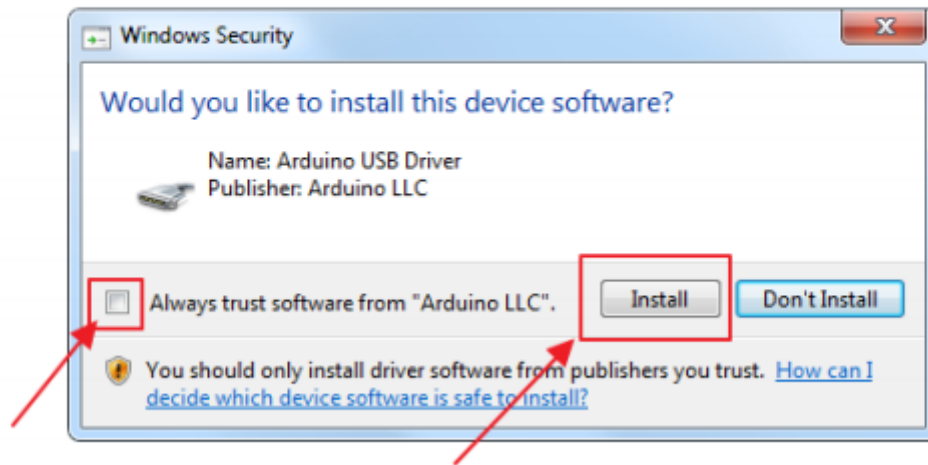 Windows Security
Would you like to install this device software?
Name: Arduino USB Driver
Publisher: Arduino LLC
Always trust software from "Arduino LLC".
Install
Don't Install
You should only install driver software from publishers you trust. How can I
decide which device software is safe to install?